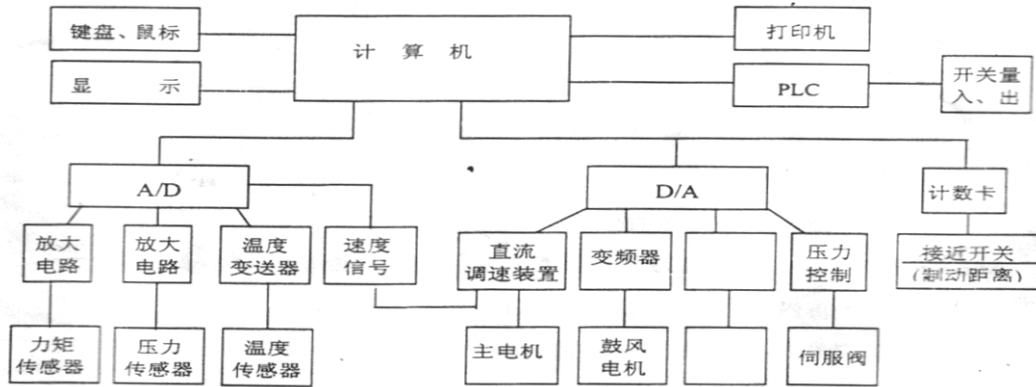 键盘、鼠标
计算机
打印机
显示
PLC
开关量
入、出
A/D
D/A
计数卡
放大
电路
放大
电路
温度
变送器
速度
信号
直流
调速装置
变频器
压力
控制
接近开关
(制动距离)
力矩
传感器
压力
传感器
温度
传感器
主电机
鼓风
电机
伺服阀